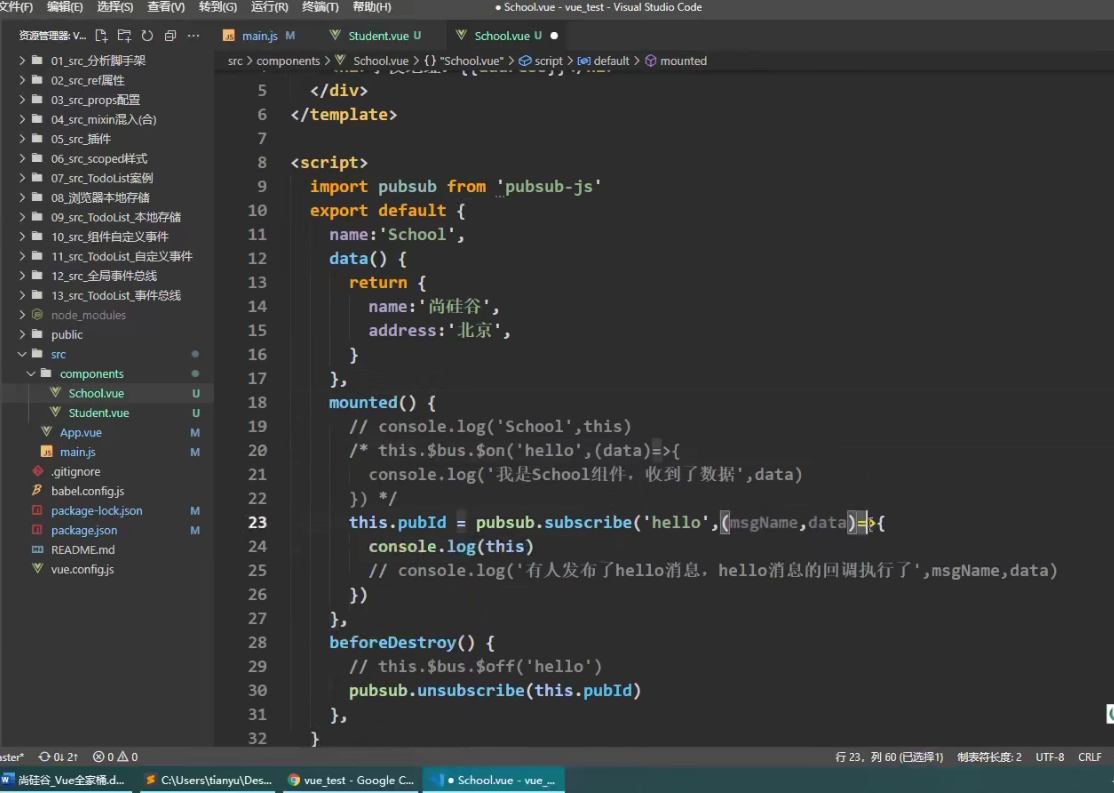 文件(F) 编辑(E) 选择(S) 查看(V) 转到(G) 运行(R) 终端(T) 帮助(H) ● School.vue - vue_test - Visual Studio Code
资源管理器: V... ···
main.js M Student.vue U School.vue U ●
src > components > School.vue > {} "School.vue" > script > default > mounted
01_src_分析脚手架
02_src_ref属性
03_src_props配置
04_src_mixin混入(合)
05_src_插件
06_src_scoped样式
07_src_TodoList案例
08_浏览器本地存储
09_src_TodoList_本地存储
10_src_组件自定义事件
11_src_TodoList_自定义事件
12_src_全局事件总线
13_src_TodoList_事件总线
node_modules
public
src
components
School.vue U
Student.vue U
App.vue M
main.js M
.gitignore
babel.config.js
package-lock.json M
package.json M
README.md
vue.config.js
5 </div>
6 </template>
7
8 <script>
9 import pubsub from 'pubsub-js'
10 export default {
11 name:'School',
12 data() {
13 return {
14 name:'尚硅谷',
15 address:'北京',
16 }
17 },
18 mounted() {
19 // console.log('School',this)
20 /* this.$bus.$on('hello',(data)=>{
21 console.log('我是School组件，收到了数据',data)
22 }) */
23 this.pubId = pubsub.subscribe('hello',(msgName,data)=>{
24 console.log(this)
25 // console.log('有人发布了hello消息，hello消息的回调执行了',msgName,data)
26 })
27 },
28 beforeDestroy() {
29 // this.$bus.$off('hello')
30 pubsub.unsubscribe(this.pubId)
31 },
32 }
aster* 0↓ 2↑ 0 0 行 23，列 60 (已选择1) 制表符长度: 2 UTF-8 CRLF
尚硅谷_Vue全家桶.d... C:\Users\tianyu\Des... vue_test - Google C... ● School.vue - vue_...